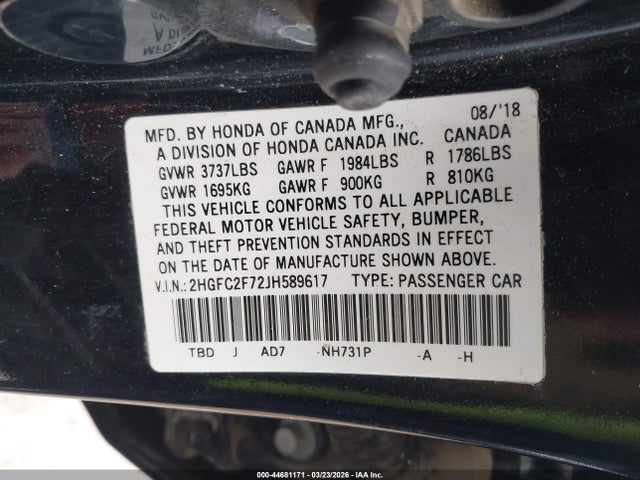 08/'18
MFD. BY HONDA OF CANADA MFG., CANADA
A DIVISION OF HONDA CANADA INC.
GVWR 3737LBS GAWR F 1984LBS R 1786LBS
GVWR 1695KG GAWR F 900KG R 810KG
THIS VEHICLE CONFORMS TO ALL APPLICABLE
FEDERAL MOTOR VEHICLE SAFETY, BUMPER,
AND THEFT PREVENTION STANDARDS IN EFFECT
ON THE DATE OF MANUFACTURE SHOWN ABOVE.
V.I.N.: 2HGFC2F72JH589617 TYPE: PASSENGER CAR
TBD J AD7 -NH731P -A -H
000-44681171 | 03/23/2026 | IAA Inc.